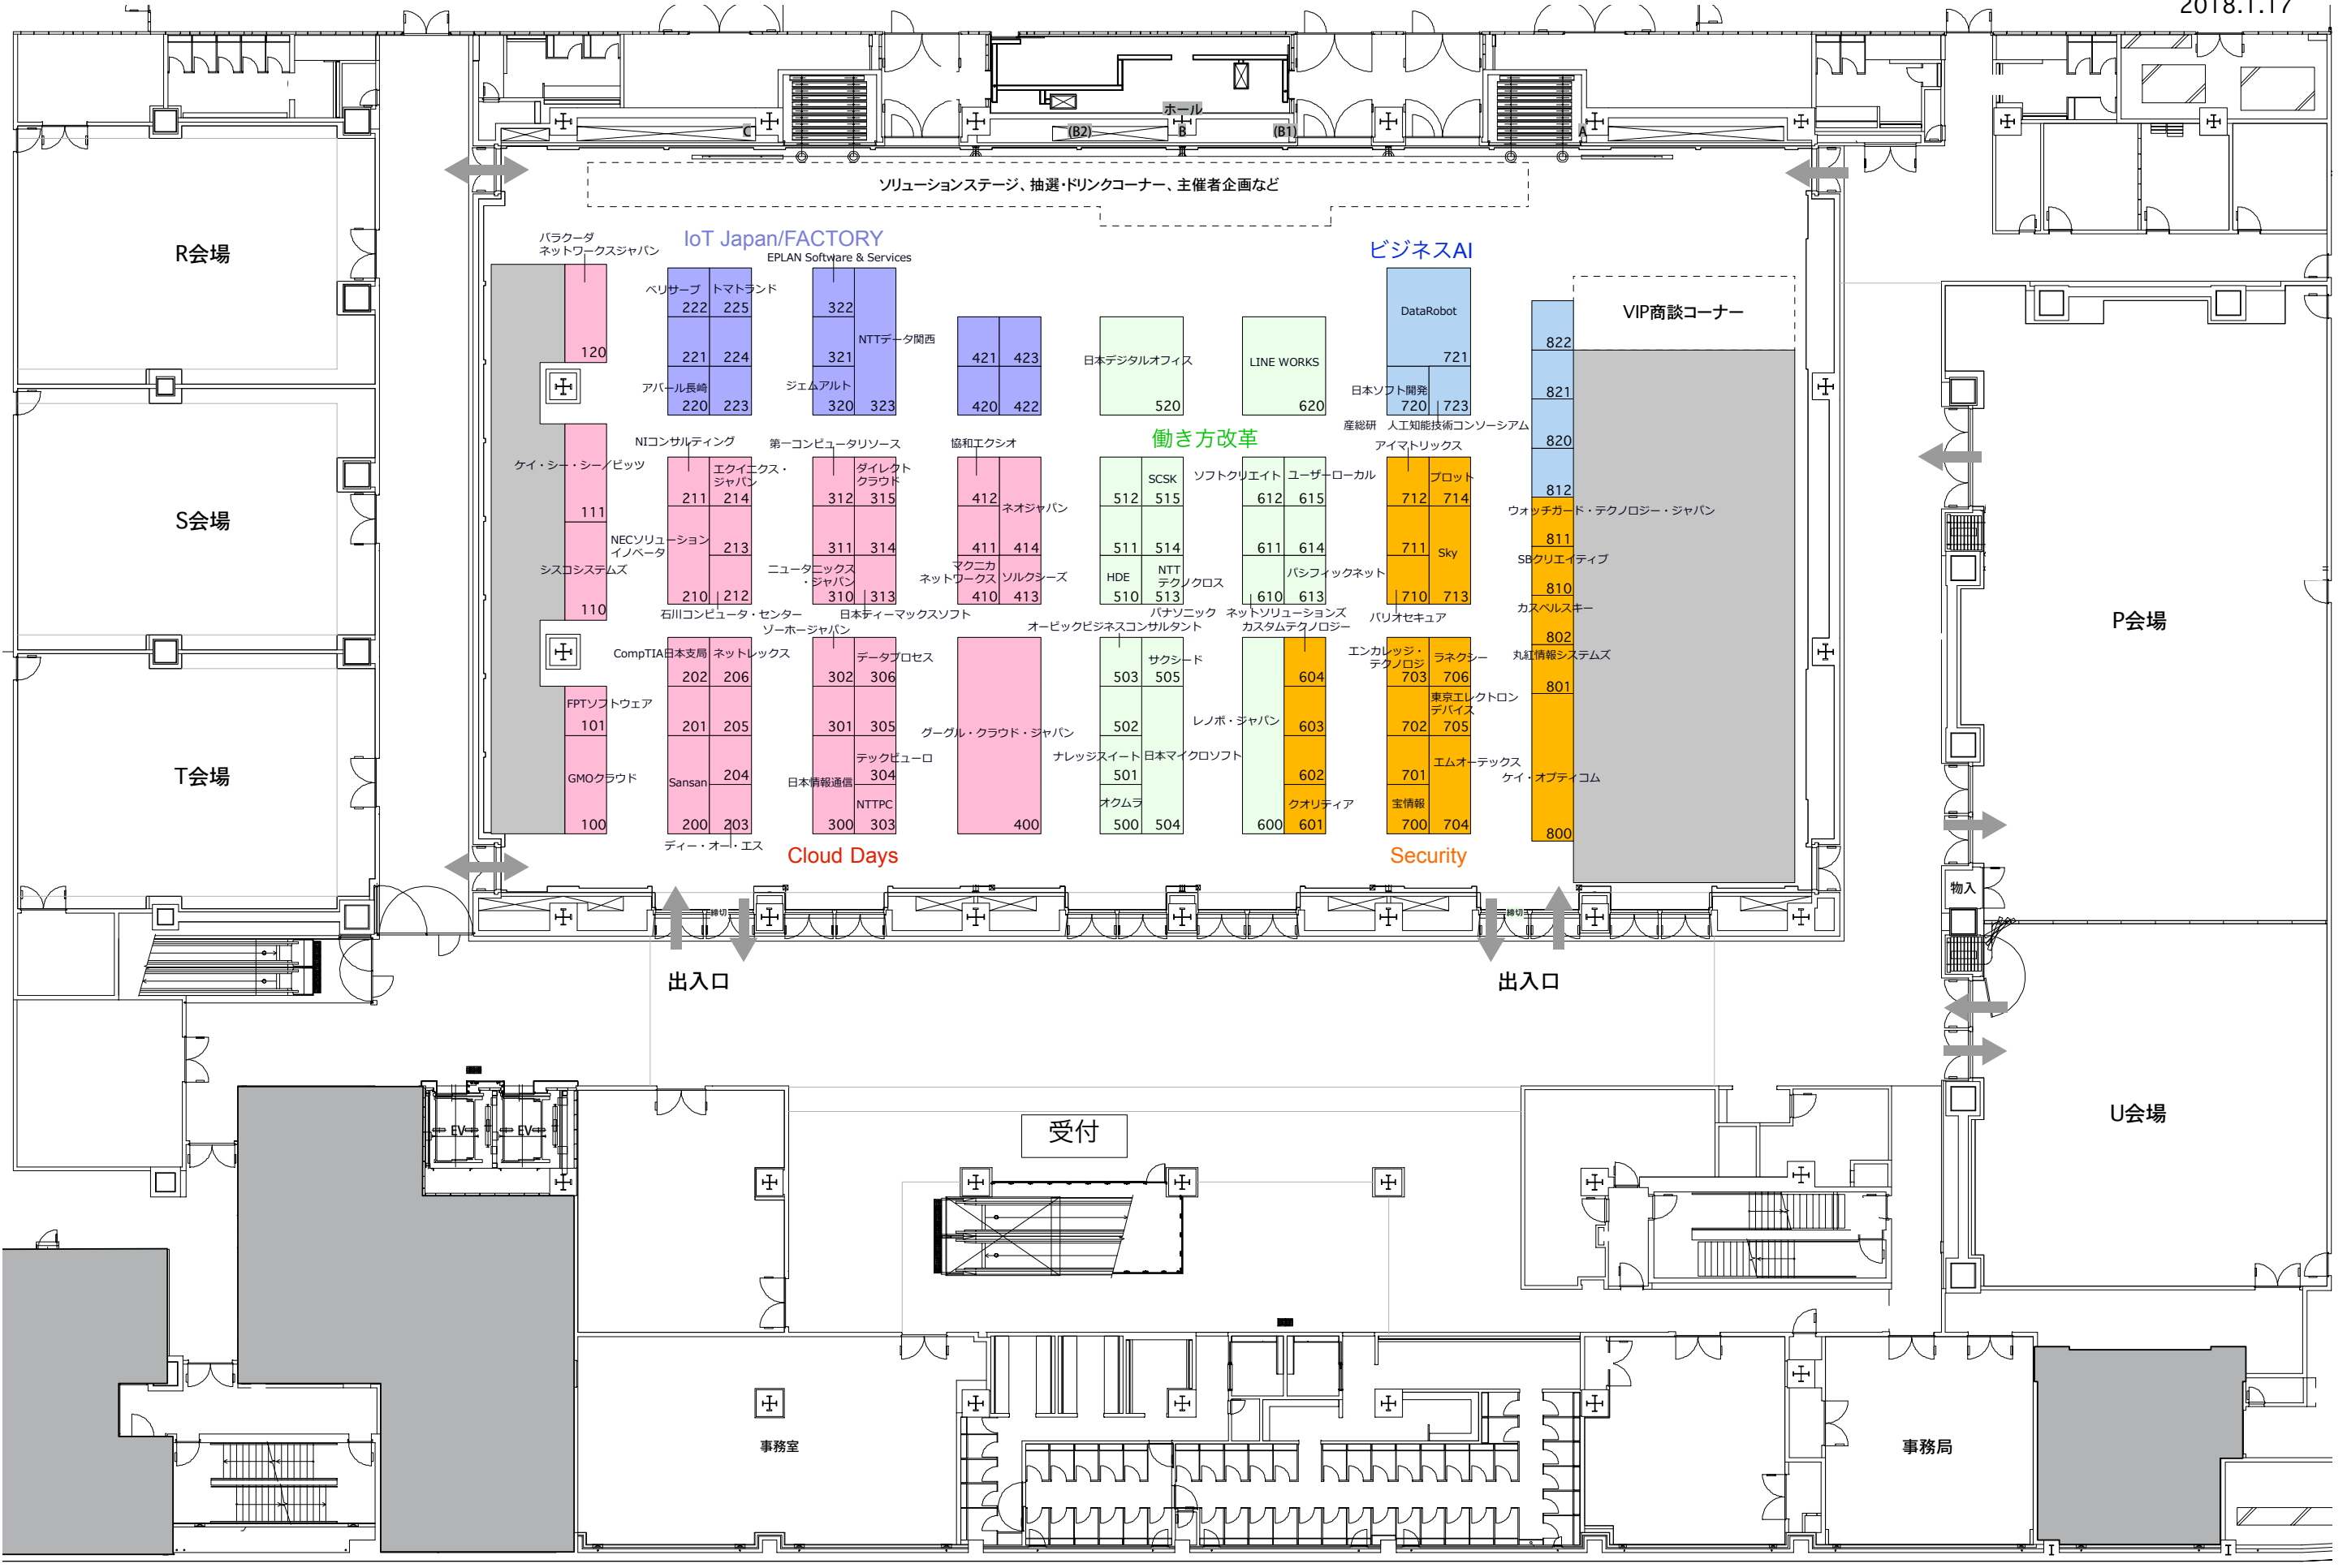 2018.1.17
ホール
C
(B2)
B
(B1)
A
ソリューションステージ、抽選・ドリンクコーナー、主催者企画など
R会場
S会場
T会場
P会場
U会場
物入
IoT Japan/FACTORY
ビジネスAI
働き方改革
Cloud Days
Security
VIP商談コーナー
バラクーダ
ネットワークスジャパン
120
ケイ・シー・シー/ビッツ
111
シスコシステムズ
110
FPTソフトウェア
101
GMOクラウド
100
ベリサーブ
222
トマトランド
225
221
224
アバール長崎
220
223
EPLAN Software & Services
322
321
NTTデータ関西
ジェムアルト
320
323
421
423
420
422
日本デジタルオフィス
520
LINE WORKS
620
DataRobot
721
日本ソフト開発
720
723
産総研 人工知能技術コンソーシアム
822
821
820
812
NIコンサルティング
211
エクイニクス・
ジャパン
214
NECソリューション
イノベータ
213
210
212
石川コンピュータ・センター
第一コンピュータリソース
312
ダイレクト
クラウド
315
311
314
ニュータニックス
・ジャパン
310
313
日本ティーマックスソフト
協和エクシオ
412
ネオジャパン
411
414
マクニカ
ネットワークス
410
ソルクシーズ
413
512
SCSK
515
511
514
HDE
510
NTT
テクノクロス
513
パナソニック ネットソリューションズ
ソフトクリエイト
612
ユーザーローカル
615
611
614
パシフィックネット
610
613
アイマトリックス
712
プロット
714
711
Sky
710
713
バリオセキュア
ウォッチガード・テクノロジー・ジャパン
811
SBクリエイティブ
810
カスペルスキー
802
丸紅情報システムズ
801
ケイ・オプティコム
800
CompTIA日本支局
202
ネットレックス
206
201
205
204
Sansan
200
203
ディー・オー・エス
ゾーホージャパン
302
データプロセス
306
301
305
テックビューロ
304
日本情報通信
300
NTTPC
303
グーグル・クラウド・ジャパン
400
オービックビジネスコンサルタント
503
サクシード
505
502
ナレッジスイート
501
日本マイクロソフト
オクムラ
500
504
カスタムテクノロジー
604
レノボ・ジャパン
603
602
クオリティア
600
601
エンカレッジ・
テクノロジ
703
ラネクシー
706
東京エレクトロン
デバイス
702
705
エムオーテックス
701
宝情報
700
704
締切
締切
出入口
出入口
EV
EV
受付
事務室
事務局